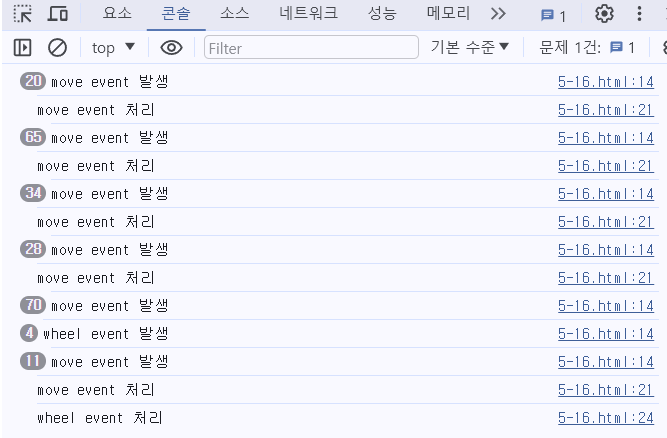 요소 콘솔 소스 네트워크 성능 메모리 1
top Filter 기본 수준 문제 1건: 1
20 move event 발생 5-16.html:14
move event 처리 5-16.html:21
65 move event 발생 5-16.html:14
move event 처리 5-16.html:21
34 move event 발생 5-16.html:14
move event 처리 5-16.html:21
28 move event 발생 5-16.html:14
move event 처리 5-16.html:21
70 move event 발생 5-16.html:14
4 wheel event 발생 5-16.html:14
11 move event 발생 5-16.html:14
move event 처리 5-16.html:21
wheel event 처리 5-16.html:24